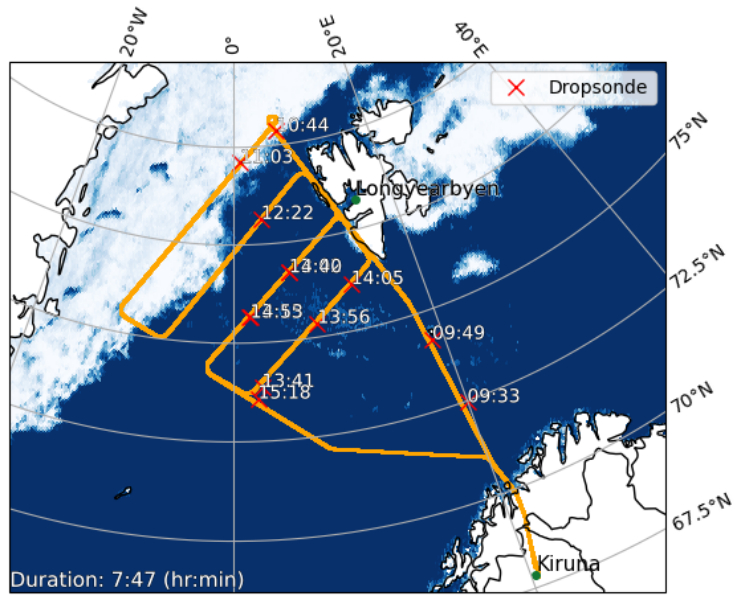 20°W
0°
20°E
40°E
Dropsonde
75°N
10:44
11:03
Longyearbyen
12:22
72.5°N
14:05
13:56
09:49
13:41
15:18
09:33
70°N
67.5°N
Kiruna
Duration: 7:47 (hr:min)